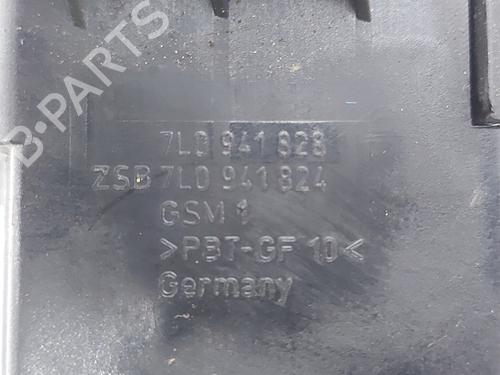 B-PARTS
7L0 941 828
ZSB 7L0 941 824
GSM 1
>PBT-GF 10<
Germany